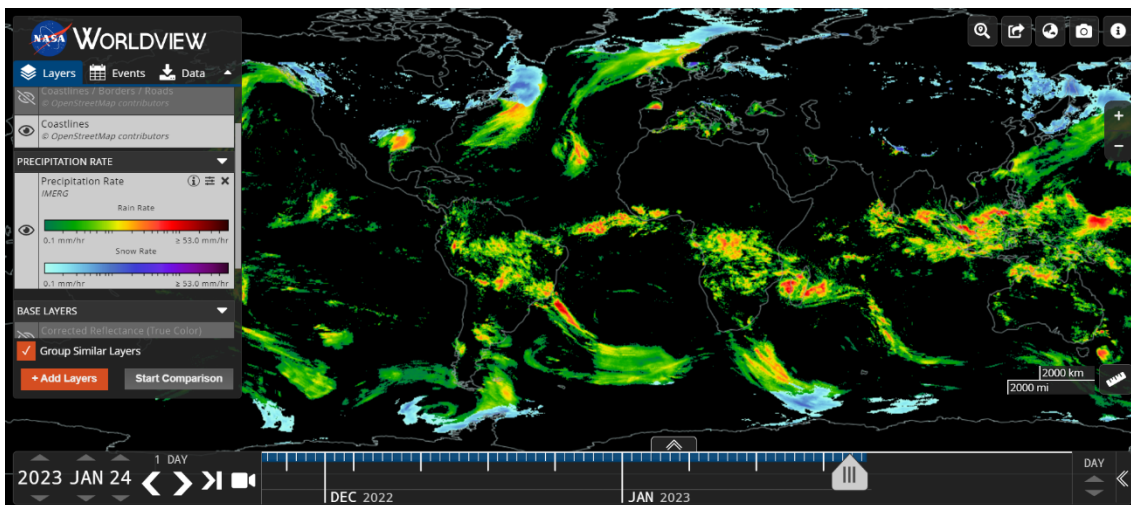 NASA WORLDVIEW
Layers Events Data
Coastlines / Borders / Roads
© OpenStreetMap contributors
Coastlines
© OpenStreetMap contributors
PRECIPITATION RATE
Precipitation Rate
IMERG
Rain Rate
0.1 mm/hr ≥ 53.0 mm/hr
Snow Rate
0.1 mm/hr ≥ 53.0 mm/hr
BASE LAYERS
Corrected Reflectance (True Color)
Group Similar Layers
+ Add Layers Start Comparison
+
−
2000 km
2000 mi
1 DAY
2023 JAN 24
DEC 2022
JAN 2023
DAY